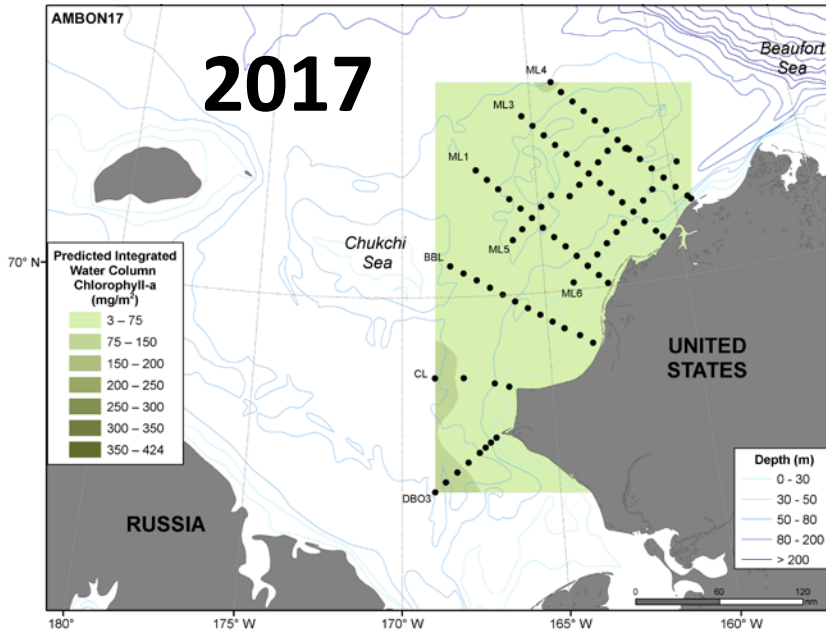 AMBON17
2017
Beaufort
Sea
ML4
ML3
ML1
Chukchi
Sea
ML5
BBL
ML6
70° N
Predicted Integrated
Water Column
Chlorophyll-a
(mg/m²)
3 – 75
75 – 150
150 – 200
200 – 250
250 – 300
300 – 350
350 – 424
UNITED
STATES
CL
DBO3
RUSSIA
Depth (m)
0 - 30
30 - 50
50 - 80
80 - 200
> 200
0 60 120
nm
180° 175° W 170° W 165° W 160° W